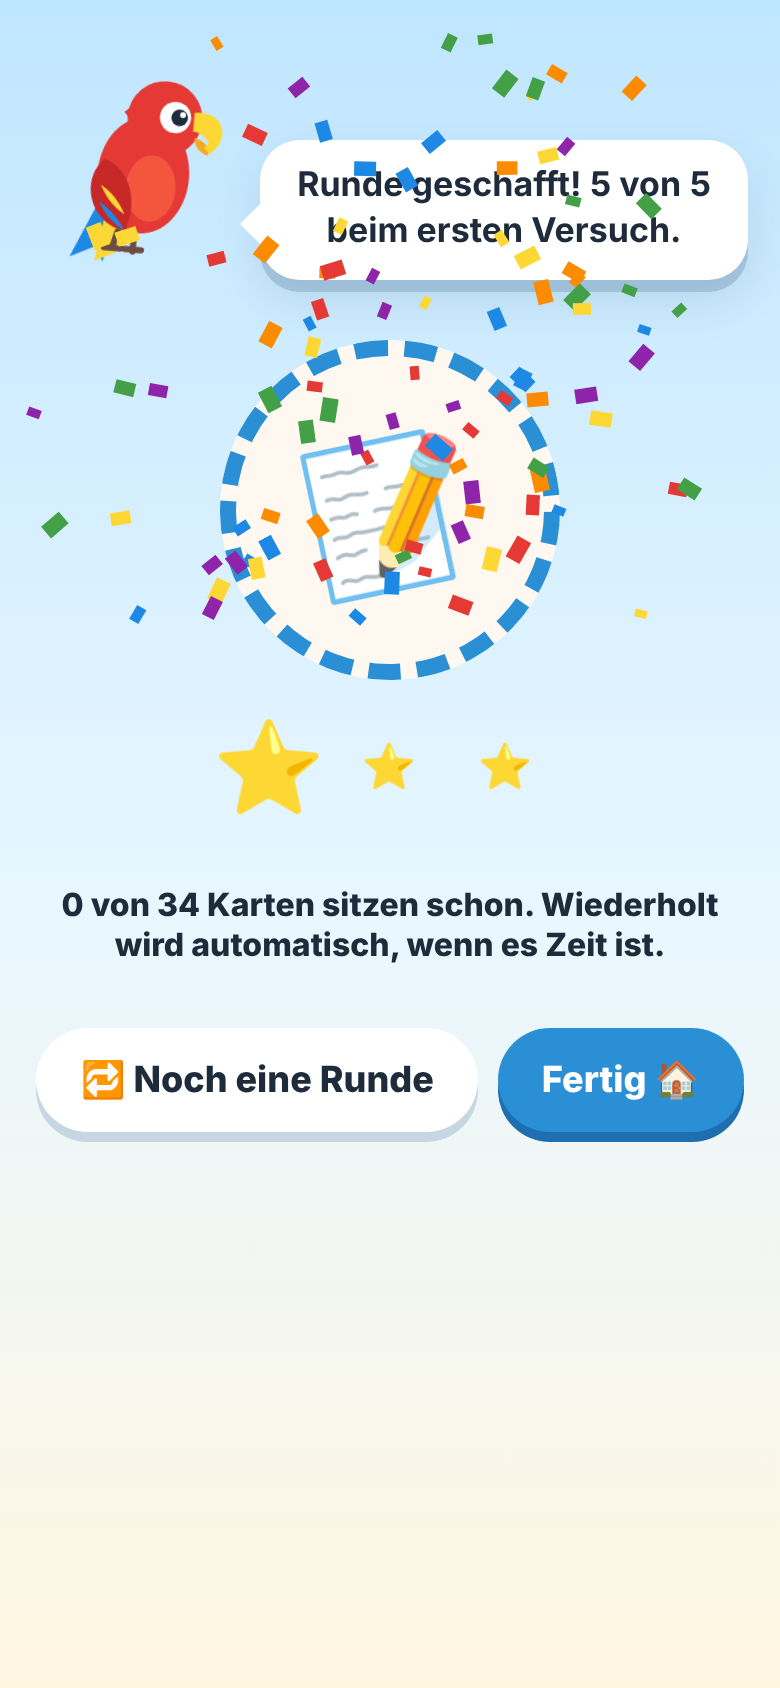 Runde geschafft! 5 von 5
beim ersten Versuch.
0 von 34 Karten sitzen schon. Wiederholt
wird automatisch, wenn es Zeit ist.
🔁 Noch eine Runde
Fertig 🏠